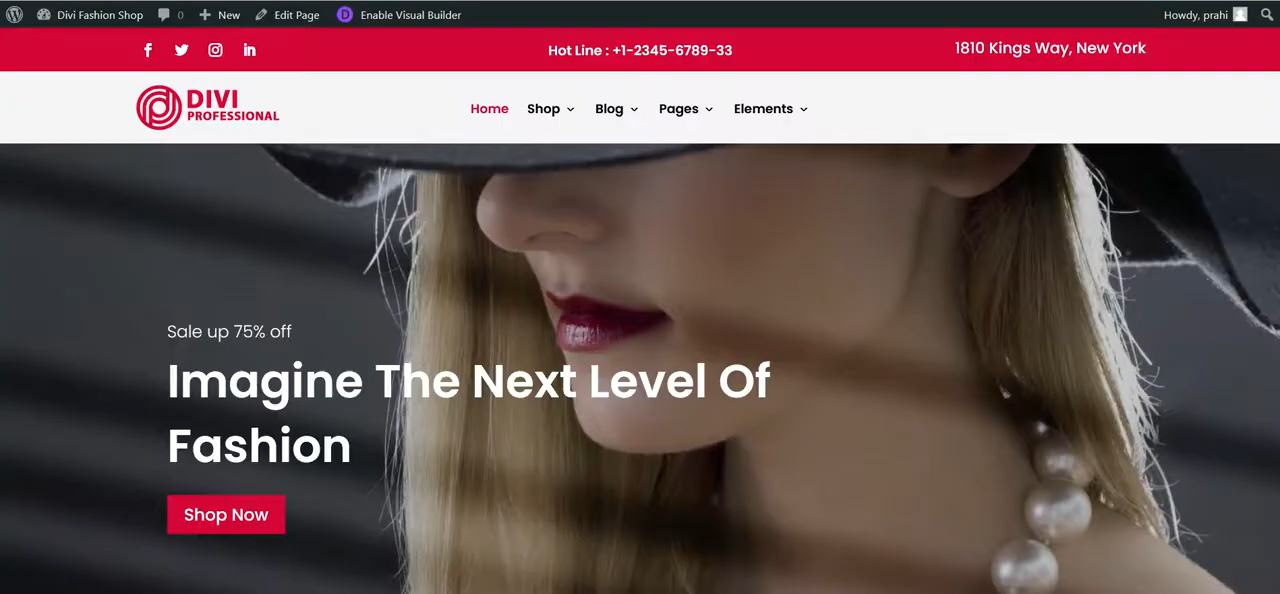 Divi Fashion Shop 0 New Edit Page D Enable Visual Builder Howdy, prahi
Hot Line : +1-2345-6789-33 1810 Kings Way, New York
DIVI
PROFESSIONAL
Home Shop Blog Pages Elements
Sale up 75% off
Imagine The Next Level Of
Fashion
Shop Now